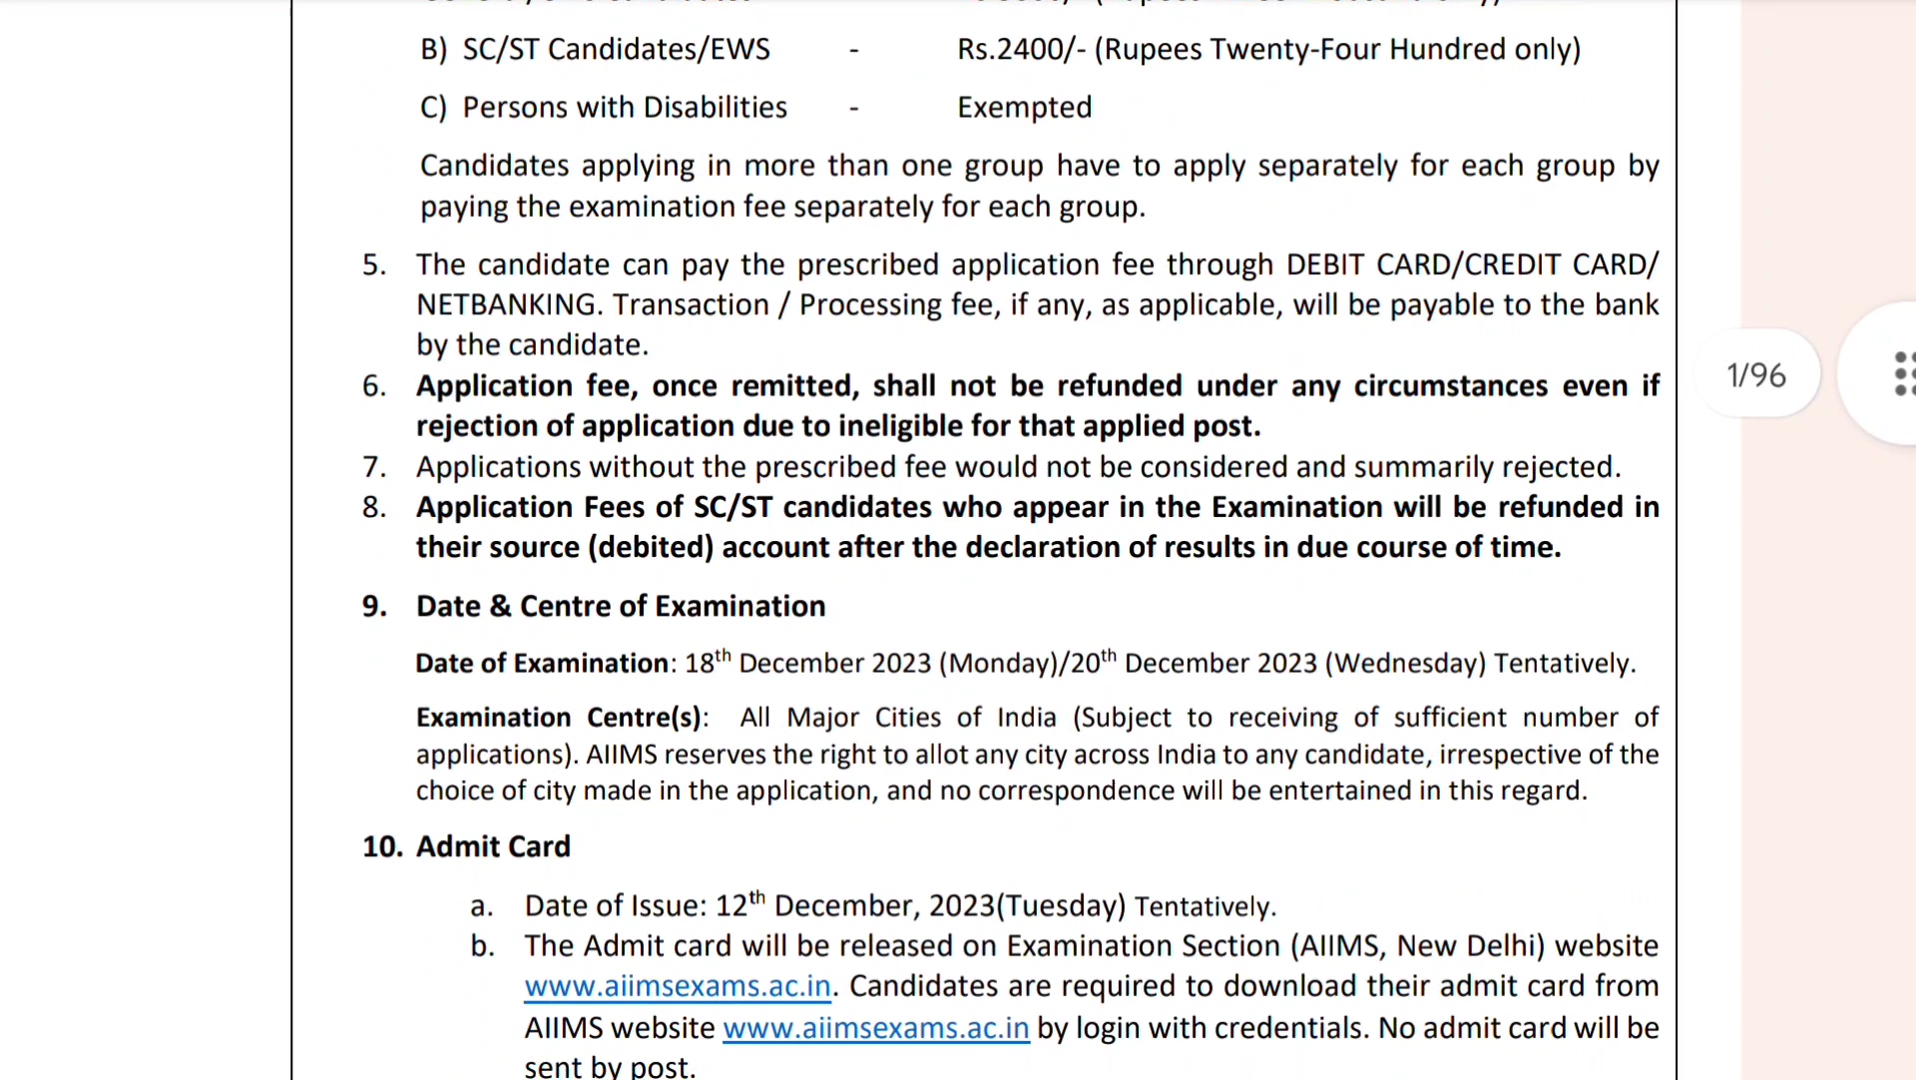 B) SC/ST Candidates/EWS - Rs.2400/- (Rupees Twenty-Four Hundred only)
C) Persons with Disabilities - Exempted
Candidates applying in more than one group have to apply separately for each group by
paying the examination fee separately for each group.
5. The candidate can pay the prescribed application fee through DEBIT CARD/CREDIT CARD/
NETBANKING. Transaction / Processing fee, if any, as applicable, will be payable to the bank
by the candidate.
6. Application fee, once remitted, shall not be refunded under any circumstances even if
rejection of application due to ineligible for that applied post.
7. Applications without the prescribed fee would not be considered and summarily rejected.
8. Application Fees of SC/ST candidates who appear in the Examination will be refunded in
their source (debited) account after the declaration of results in due course of time.
9. Date & Centre of Examination
Date of Examination: 18th December 2023 (Monday)/20th December 2023 (Wednesday) Tentatively.
Examination Centre(s): All Major Cities of India (Subject to receiving of sufficient number of
applications). AIIMS reserves the right to allot any city across India to any candidate, irrespective of the
choice of city made in the application, and no correspondence will be entertained in this regard.
10. Admit Card
a. Date of Issue: 12th December, 2023(Tuesday) Tentatively.
b. The Admit card will be released on Examination Section (AIIMS, New Delhi) website
www.aiimsexams.ac.in. Candidates are required to download their admit card from
AIIMS website www.aiimsexams.ac.in by login with credentials. No admit card will be
sent by post.
1/96